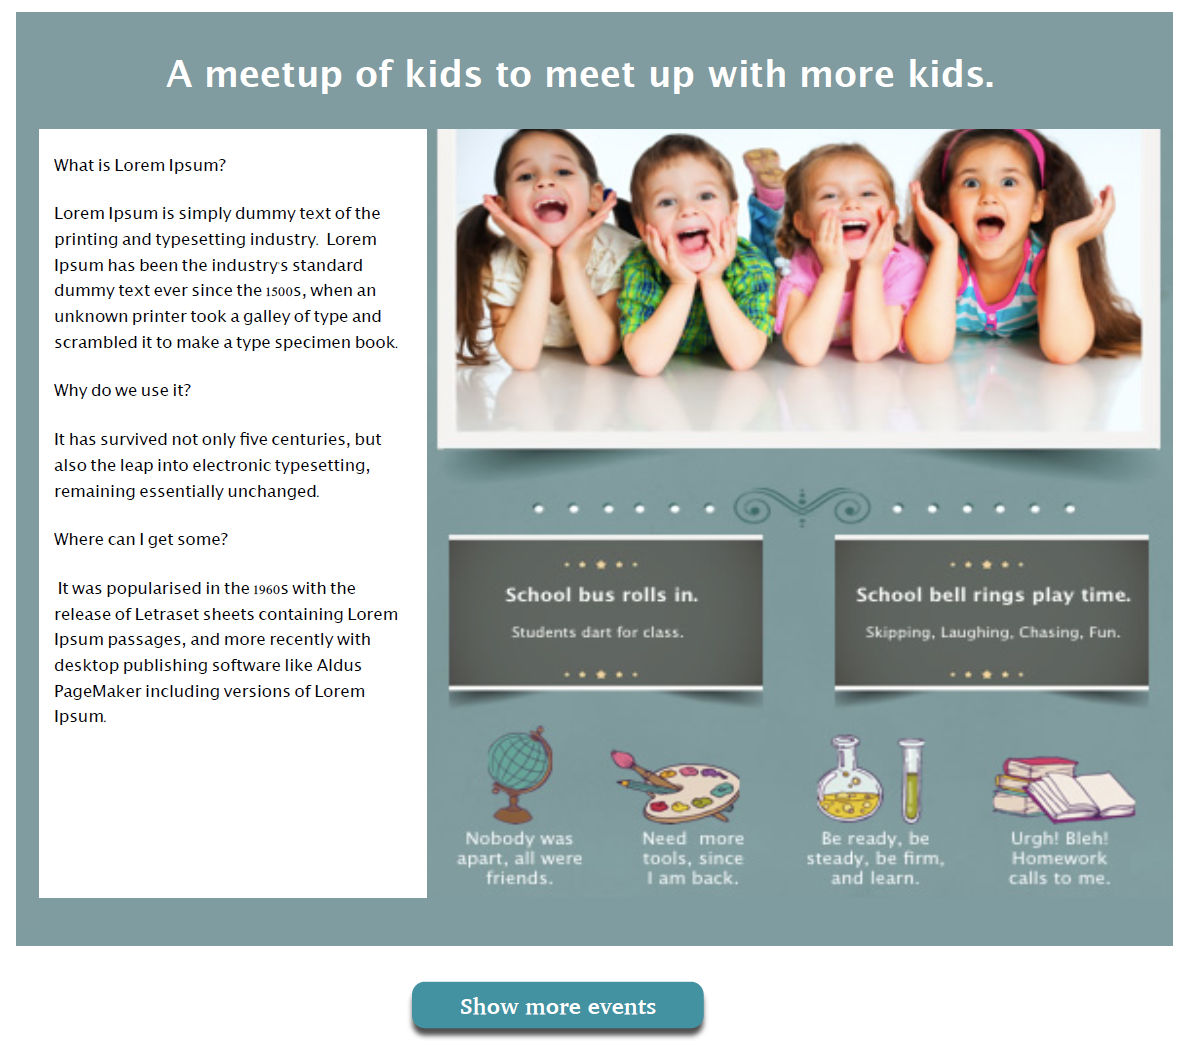 A meetup of kids to meet up with more kids.
What is Lorem Ipsum?
Lorem Ipsum is simply dummy text of the
printing and typesetting industry. Lorem
Ipsum has been the industry's standard
dummy text ever since the 1500s, when an
unknown printer took a galley of type and
scrambled it to make a type specimen book.
Why do we use it?
It has survived not only five centuries, but
also the leap into electronic typesetting,
remaining essentially unchanged.
Where can I get some?
It was popularised in the 1960s with the
release of Letraset sheets containing Lorem
Ipsum passages, and more recently with
desktop publishing software like Aldus
PageMaker including versions of Lorem
Ipsum.
School bus rolls in.
Students dart for class.
School bell rings play time.
Skipping, Laughing, Chasing, Fun.
Nobody was
apart, all were
friends.
Need more
tools, since
I am back.
Be ready, be
steady, be firm,
and learn.
Urgh! Bleh!
Homework
calls to me.
Show more events